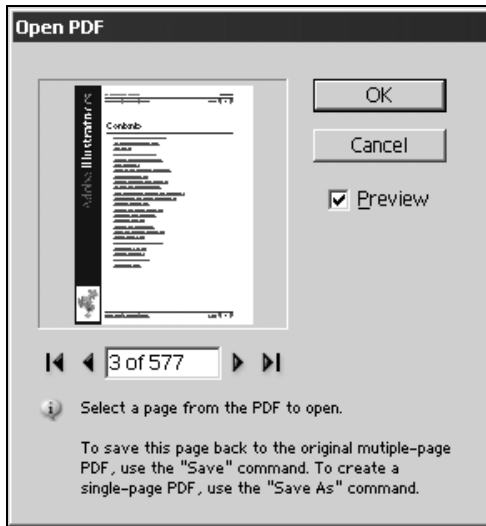 Open PDF
Adobe Illustrator CS
Contents
OK
Cancel
Preview
3 of 577
Select a page from the PDF to open.
To save this page back to the original mutiple-page
PDF, use the "Save" command. To create a
single-page PDF, use the "Save As" command.